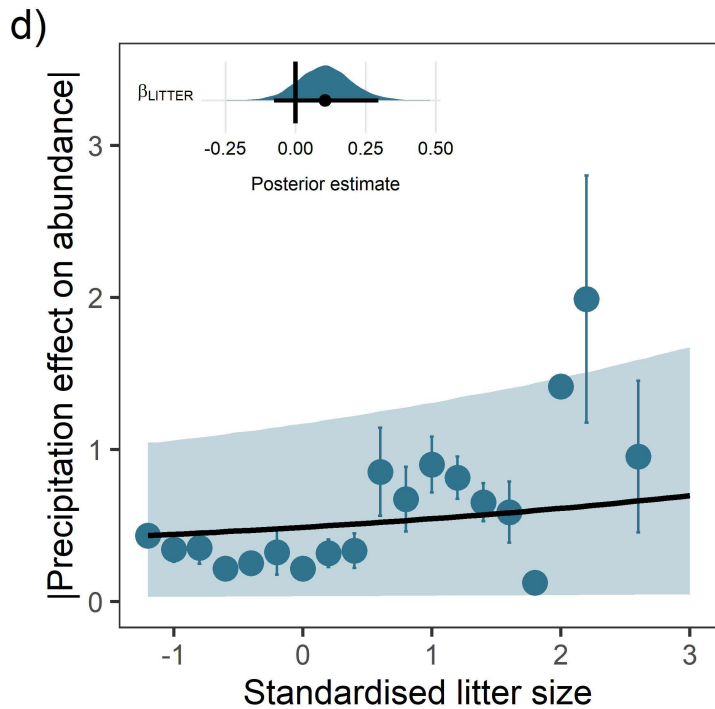 d)
β_LITTER
-0.25 0.00 0.25 0.50
Posterior estimate
|Precipitation effect on abundance|
3
2
1
0
-1 0 1 2 3
Standardised litter size